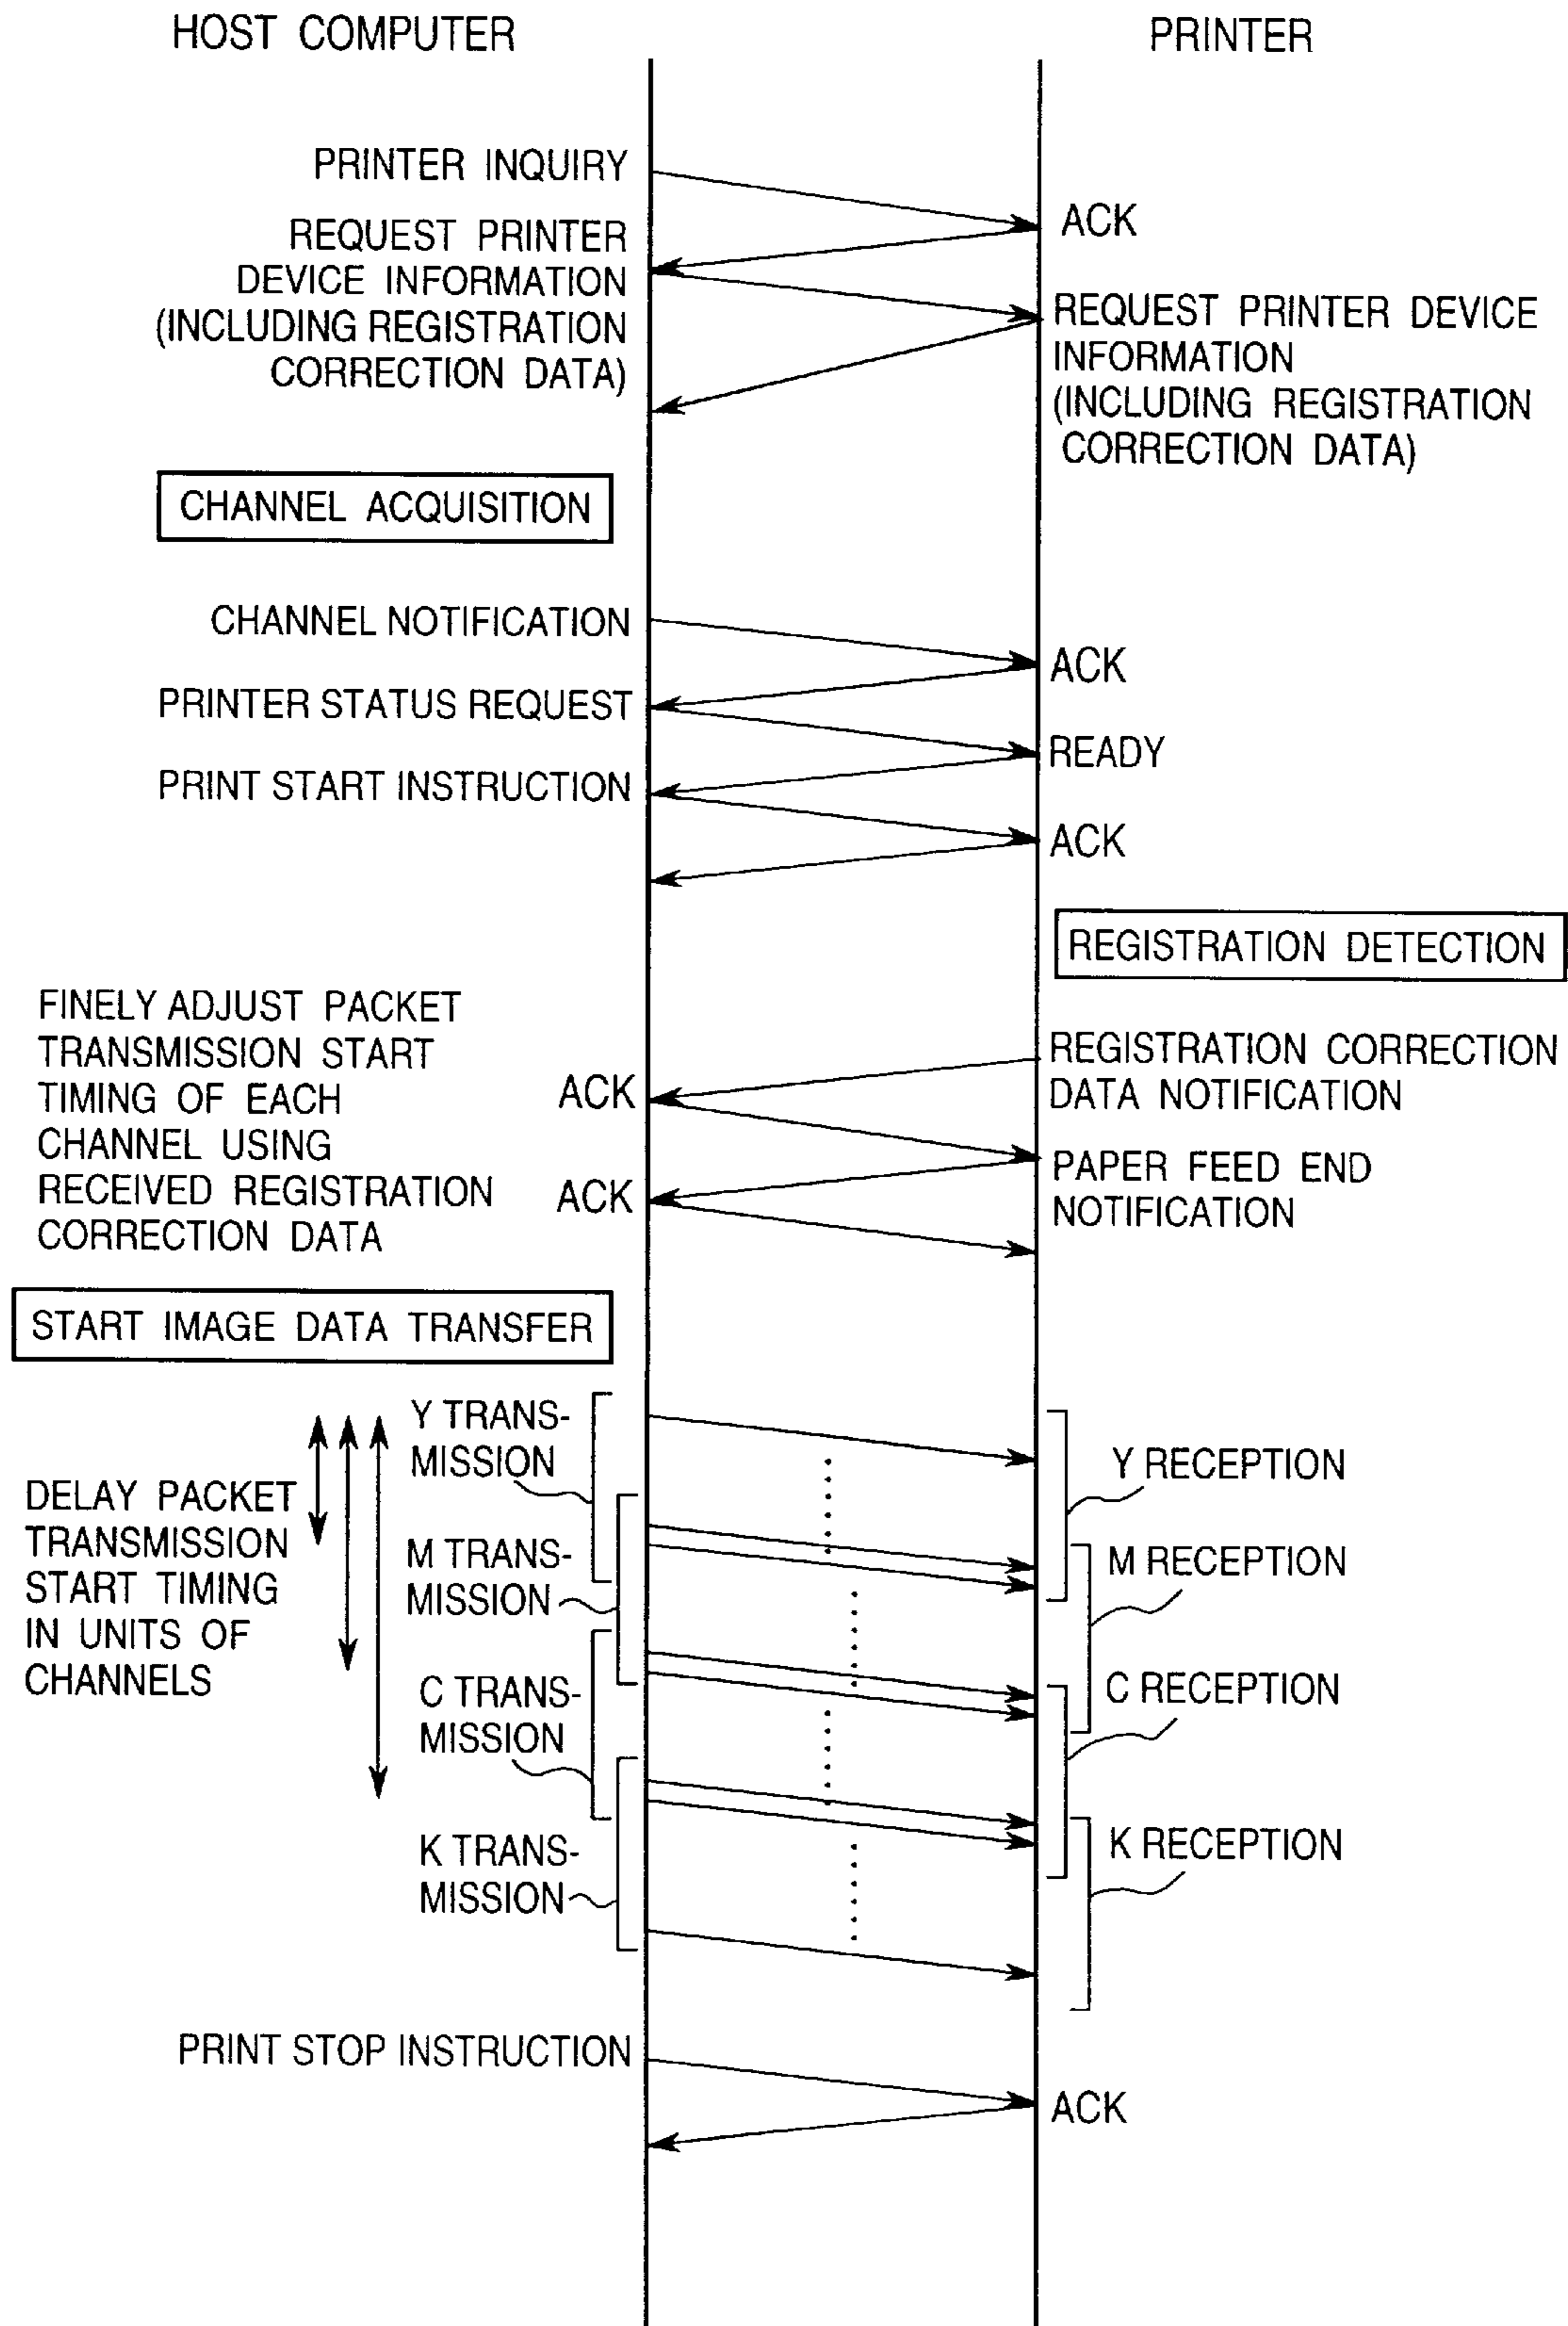 HOST COMPUTER
PRINTER
PRINTER INQUIRY
ACK
REQUEST PRINTER
DEVICE INFORMATION
(INCLUDING REGISTRATION
CORRECTION DATA)
REQUEST PRINTER DEVICE
INFORMATION
(INCLUDING REGISTRATION
CORRECTION DATA)
CHANNEL ACQUISITION
CHANNEL NOTIFICATION
ACK
PRINTER STATUS REQUEST
READY
PRINT START INSTRUCTION
ACK
REGISTRATION DETECTION
FINELY ADJUST PACKET
TRANSMISSION START
TIMING OF EACH
CHANNEL USING
RECEIVED REGISTRATION
CORRECTION DATA
REGISTRATION CORRECTION
DATA NOTIFICATION
ACK
PAPER FEED END
NOTIFICATION
ACK
START IMAGE DATA TRANSFER
DELAY PACKET
TRANSMISSION
START TIMING
IN UNITS OF
CHANNELS
Y TRANS-
MISSION
Y RECEPTION
M TRANS-
MISSION
M RECEPTION
C TRANS-
MISSION
C RECEPTION
K TRANS-
MISSION
K RECEPTION
PRINT STOP INSTRUCTION
ACK